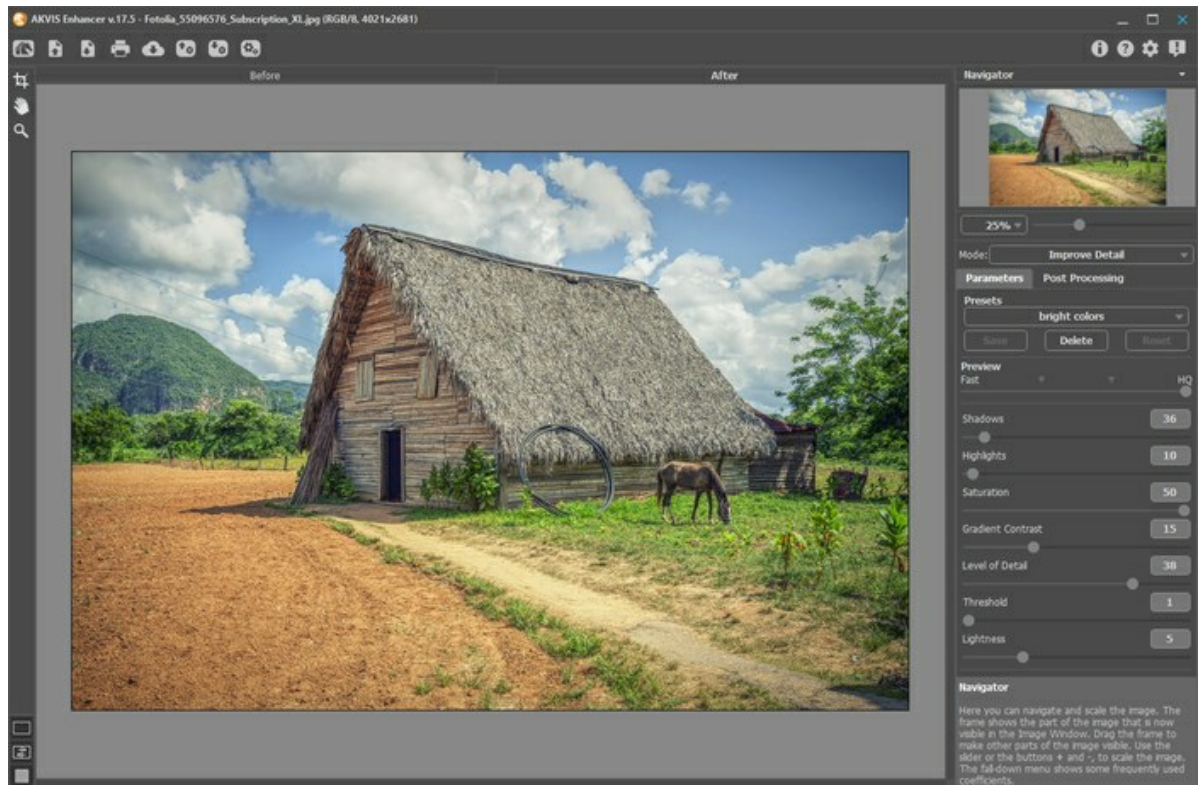 AKVIS Enhancer v.17.5 - Fotolia_55096576_Subscription_XL.jpg (RGB/8, 4021x2681)
Before
After
Navigator
25%
Mode:
Improve Detail
Parameters
Post Processing
Presets
bright colors
Save
Delete
Reset
Preview
Fast
HQ
Shadows
36
Highlights
10
Saturation
50
Gradient Contrast
15
Level of Detail
38
Threshold
1
Lightness
5
Navigator
Here you can navigate and scale the image. The
frame shows the part of the image that is now
visible in the Image Window. Drag the frame to
make other parts of the image visible. Use the
slider or the buttons + and -, to scale the image.
The fall-down menu shows some frequently used
coefficients.